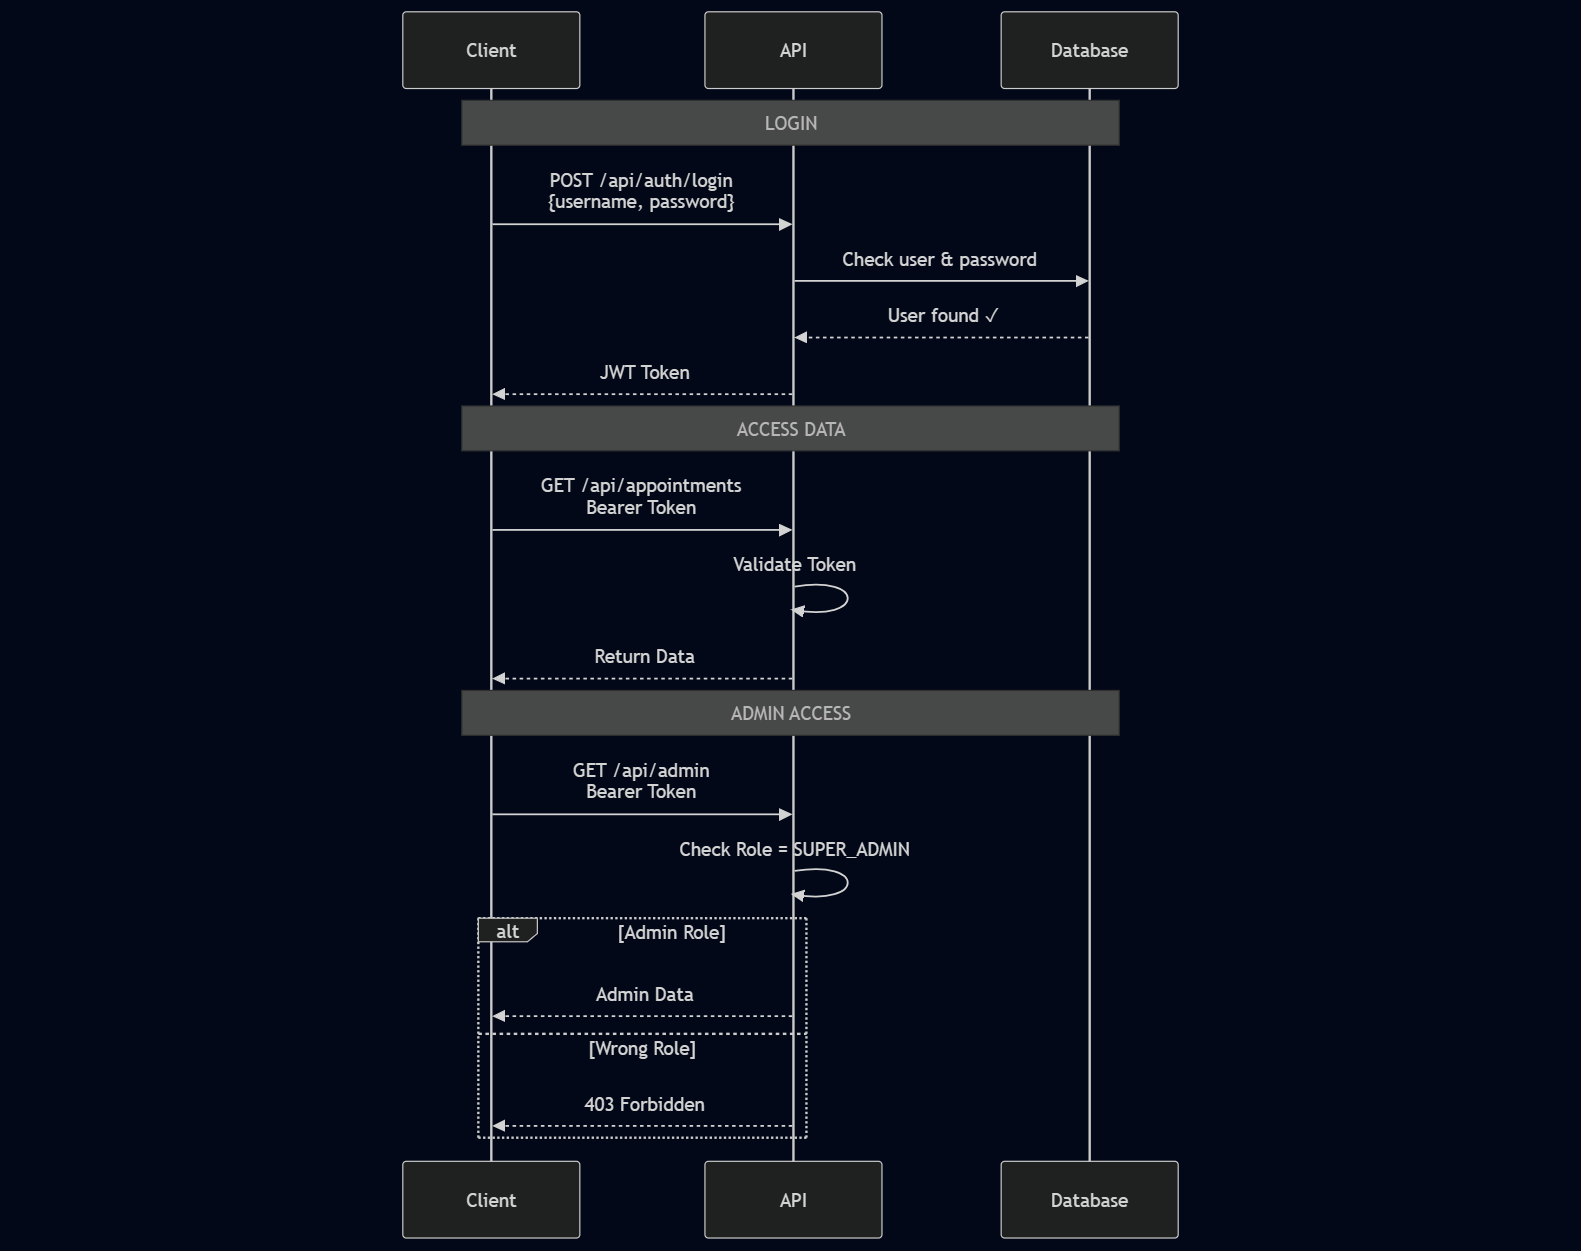 Client
API
Database
LOGIN
POST /api/auth/login
{username, password}
Check user & password
User found ✓
JWT Token
ACCESS DATA
GET /api/appointments
Bearer Token
Validate Token
Return Data
ADMIN ACCESS
GET /api/admin
Bearer Token
Check Role = SUPER_ADMIN
alt
[Admin Role]
Admin Data
[Wrong Role]
403 Forbidden
Client
API
Database